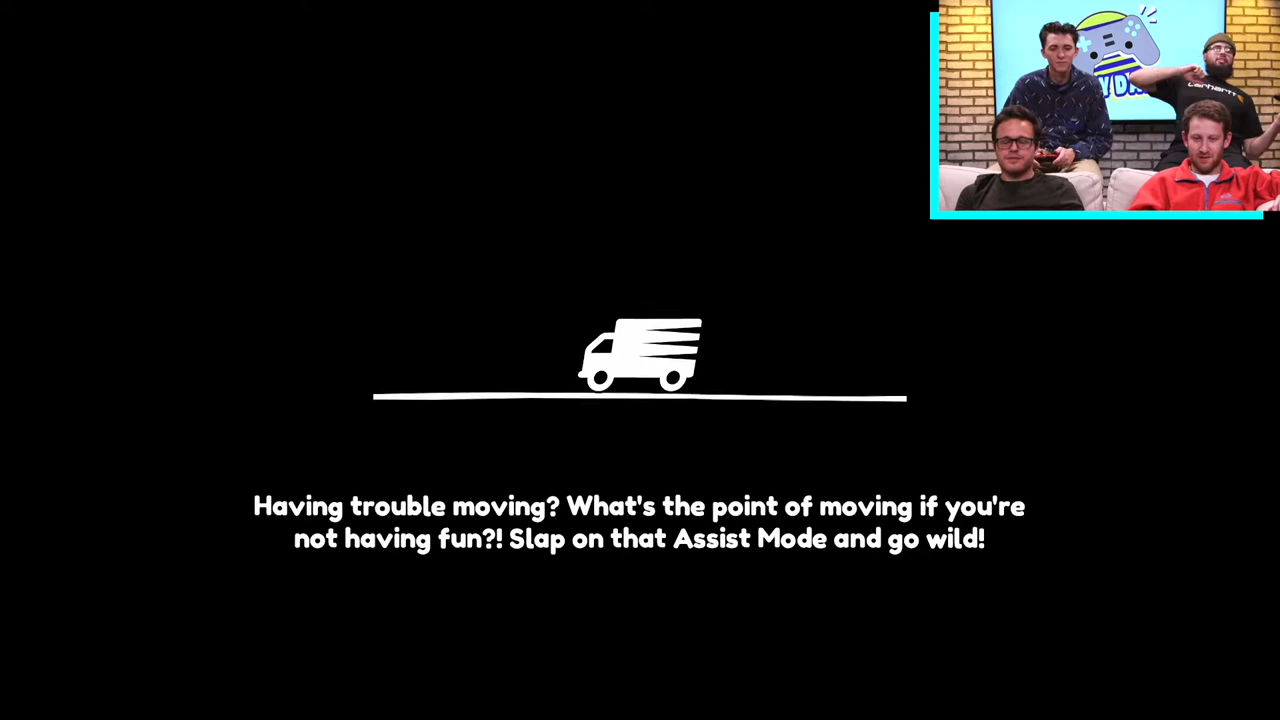 carhartt
Having trouble moving? What's the point of moving if you're
not having fun?! Slap on that Assist Mode and go wild!